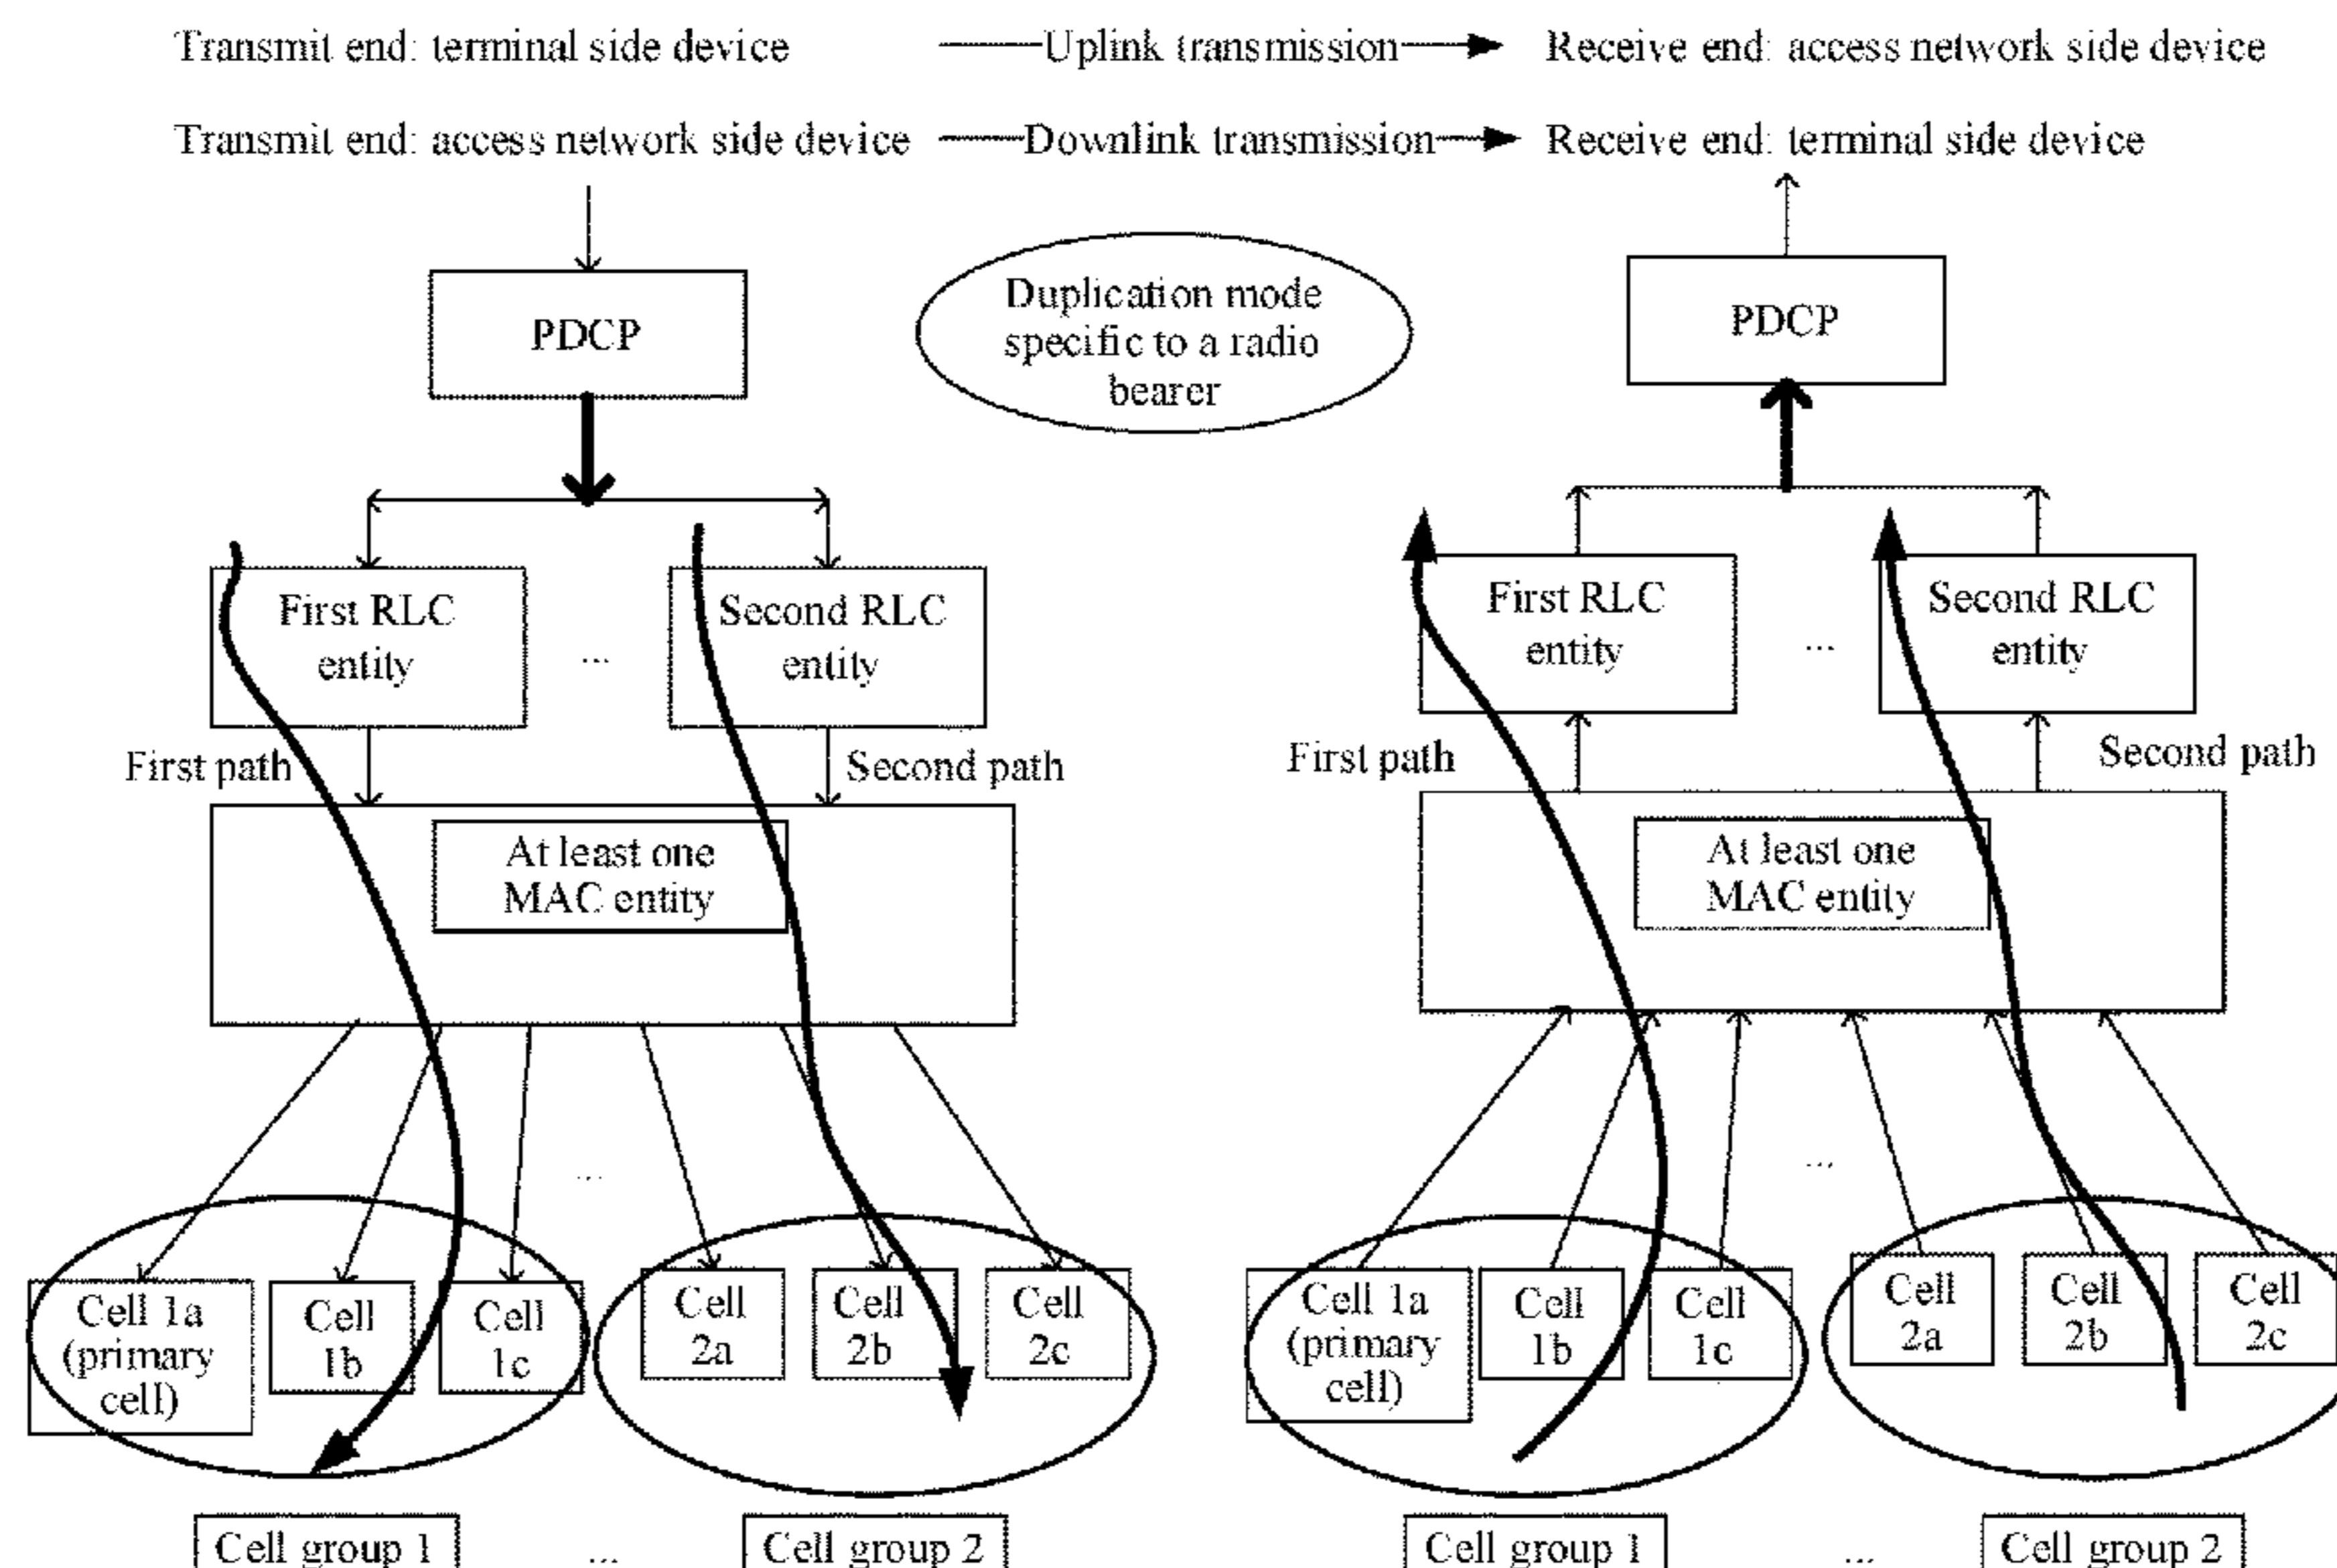 Transmit end: terminal side device Uplink transmission Receive end: access network side device
Transmit end: access network side device Downlink transmission Receive end: terminal side device
PDCP
Duplication mode
specific to a radio
bearer
PDCP
First RLC
entity
...
Second RLC
entity
First RLC
entity
...
Second RLC
entity
First path
Second path
First path
Second path
At least one
MAC entity
At least one
MAC entity
...
...
Cell 1a
(primary
cell)
Cell
1b
Cell
1c
Cell
2a
Cell
2b
Cell
2c
Cell 1a
(primary
cell)
Cell
1b
Cell
1c
Cell
2a
Cell
2b
Cell
2c
Cell group 1
...
Cell group 2
Cell group 1
...
Cell group 2